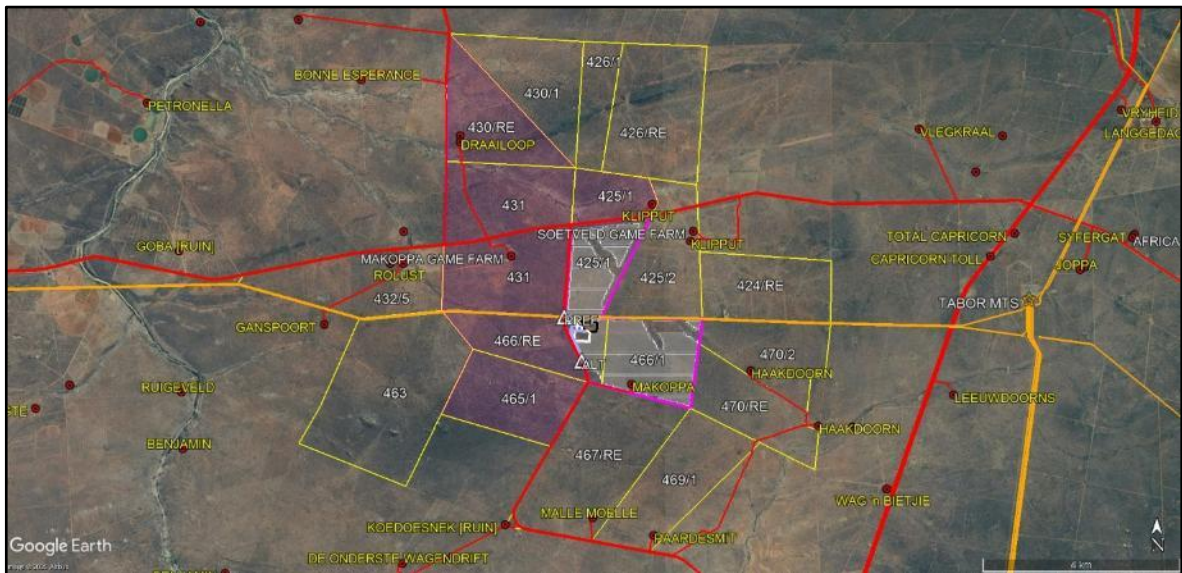 426/1
BONNE ESPERANCE
430/1
PETRONELLA
VRYHEID
430/RE
426/RE
VLEGKRAAL
LANGGEDAC
DRAAILOOP
425/1
431
KLIPPUT
SOETVELD GAME FARM
TOTAL CAPRICORN
SYFERGAT
AFRICA
GOBA [RUIN]
KLIPPUT
MAKOPPA GAME FARM
425/1
CAPRICORN TOLL
JOPPA
ROLUST
431
425/2
424/RE
432/5
TABOR MTS
GANSPOORT
PREF
466/RE
470/2
466/1
ALT
HAAKDOORN
RUIGEVELD
MAKOPPA
463
465/1
LEEUWDOORNS
STE
470/RE
HAAKDOORN
BENJAMIN
467/RE
469/1
WAG 'n BIETJIE
MALLE MOELLE
KOEDOESNEK [RUIN]
PAARDESMIT
Google Earth
DE ONDERSTE WAGENDRIFT
N
4 km